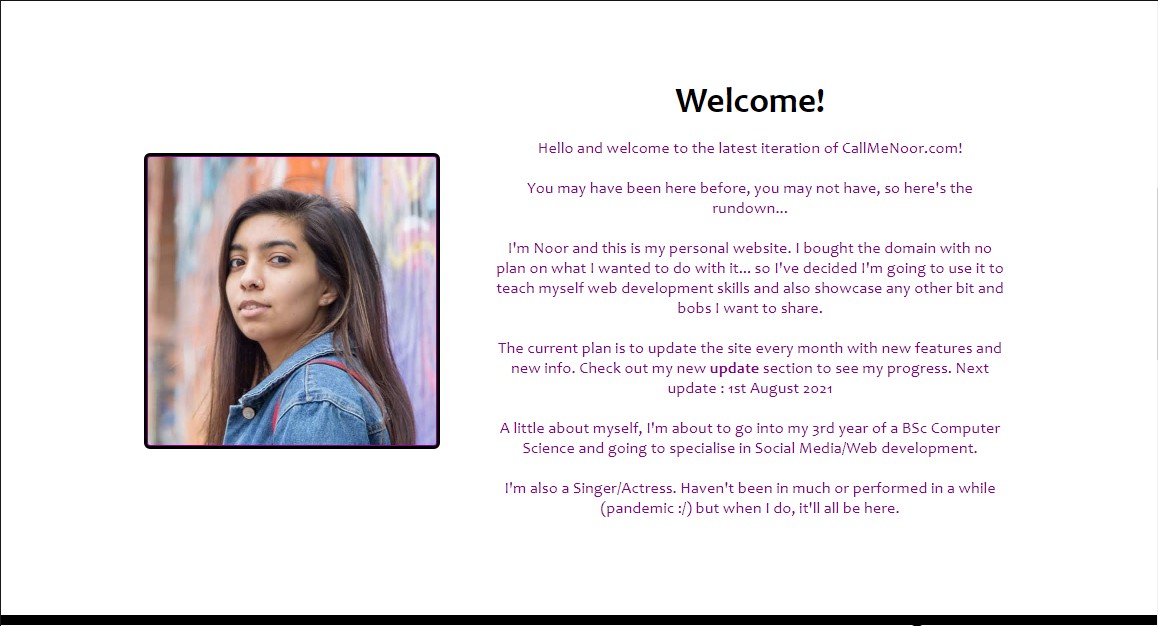 Welcome!
Hello and welcome to the latest iteration of CallMeNoor.com!
You may have been here before, you may not have, so here's the
rundown...
I'm Noor and this is my personal website. I bought the domain with no
plan on what I wanted to do with it... so I've decided I'm going to use it to
teach myself web development skills and also showcase any other bit and
bobs I want to share.
The current plan is to update the site every month with new features and
new info. Check out my new update section to see my progress. Next
update : 1st August 2021
A little about myself, I'm about to go into my 3rd year of a BSc Computer
Science and going to specialise in Social Media/Web development.
I'm also a Singer/Actress. Haven't been in much or performed in a while
(pandemic :/) but when I do, it'll all be here.